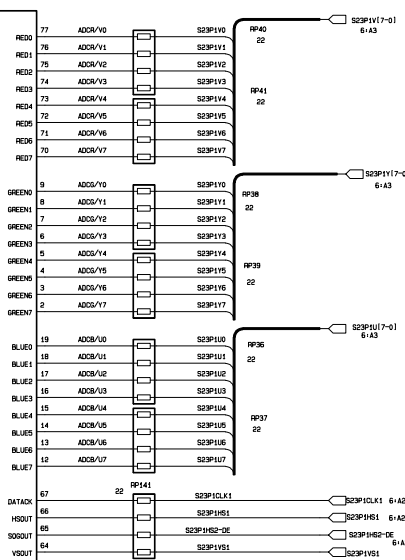 S23P1V[7-0]
6:A3
RED0 77 ADCR/V0 S23P1V0 RP40
22
RED1 76 ADCR/V1 S23P1V1
RED2 75 ADCR/V2 S23P1V2
RED3 74 ADCR/V3 S23P1V3 RP41
RED4 73 ADCR/V4 S23P1V4 22
RED5 72 ADCR/V5 S23P1V5
RED6 71 ADCR/V6 S23P1V6
RED7 70 ADCR/V7 S23P1V7
S23P1Y[7-0
6:A3
GREEN0 9 ADCG/Y0 S23P1Y0 RP38
GREEN1 8 ADCG/Y1 S23P1Y1 22
GREEN2 7 ADCG/Y2 S23P1Y2
GREEN3 6 ADCG/Y3 S23P1Y3
GREEN4 5 ADCG/Y4 S23P1Y4 RP39
GREEN5 4 ADCG/Y5 S23P1Y5 22
GREEN6 3 ADCG/Y6 S23P1Y6
GREEN7 2 ADCG/Y7 S23P1Y7
S23P1U[7-0]
6:A3
BLUE0 19 ADCB/U0 S23P1U0 RP36
BLUE1 18 ADCB/U1 S23P1U1 22
BLUE2 17 ADCB/U2 S23P1U2
BLUE3 16 ADCB/U3 S23P1U3
BLUE4 15 ADCB/U4 S23P1U4 RP37
BLUE5 14 ADCB/U5 S23P1U5 22
BLUE6 13 ADCB/U6 S23P1U6
BLUE7 12 ADCB/U7 S23P1U7
22 RP141
DATACK 67 S23P1CLK1 S23P1CLK1 6:A2
HSOUT 66 S23P1HS1 S23P1HS1 6:A2
SOGOUT 65 S23P1HS2-DE S23P1HS2-DE
6:A
VSOUT 64 S23P1VS1 S23P1VS1